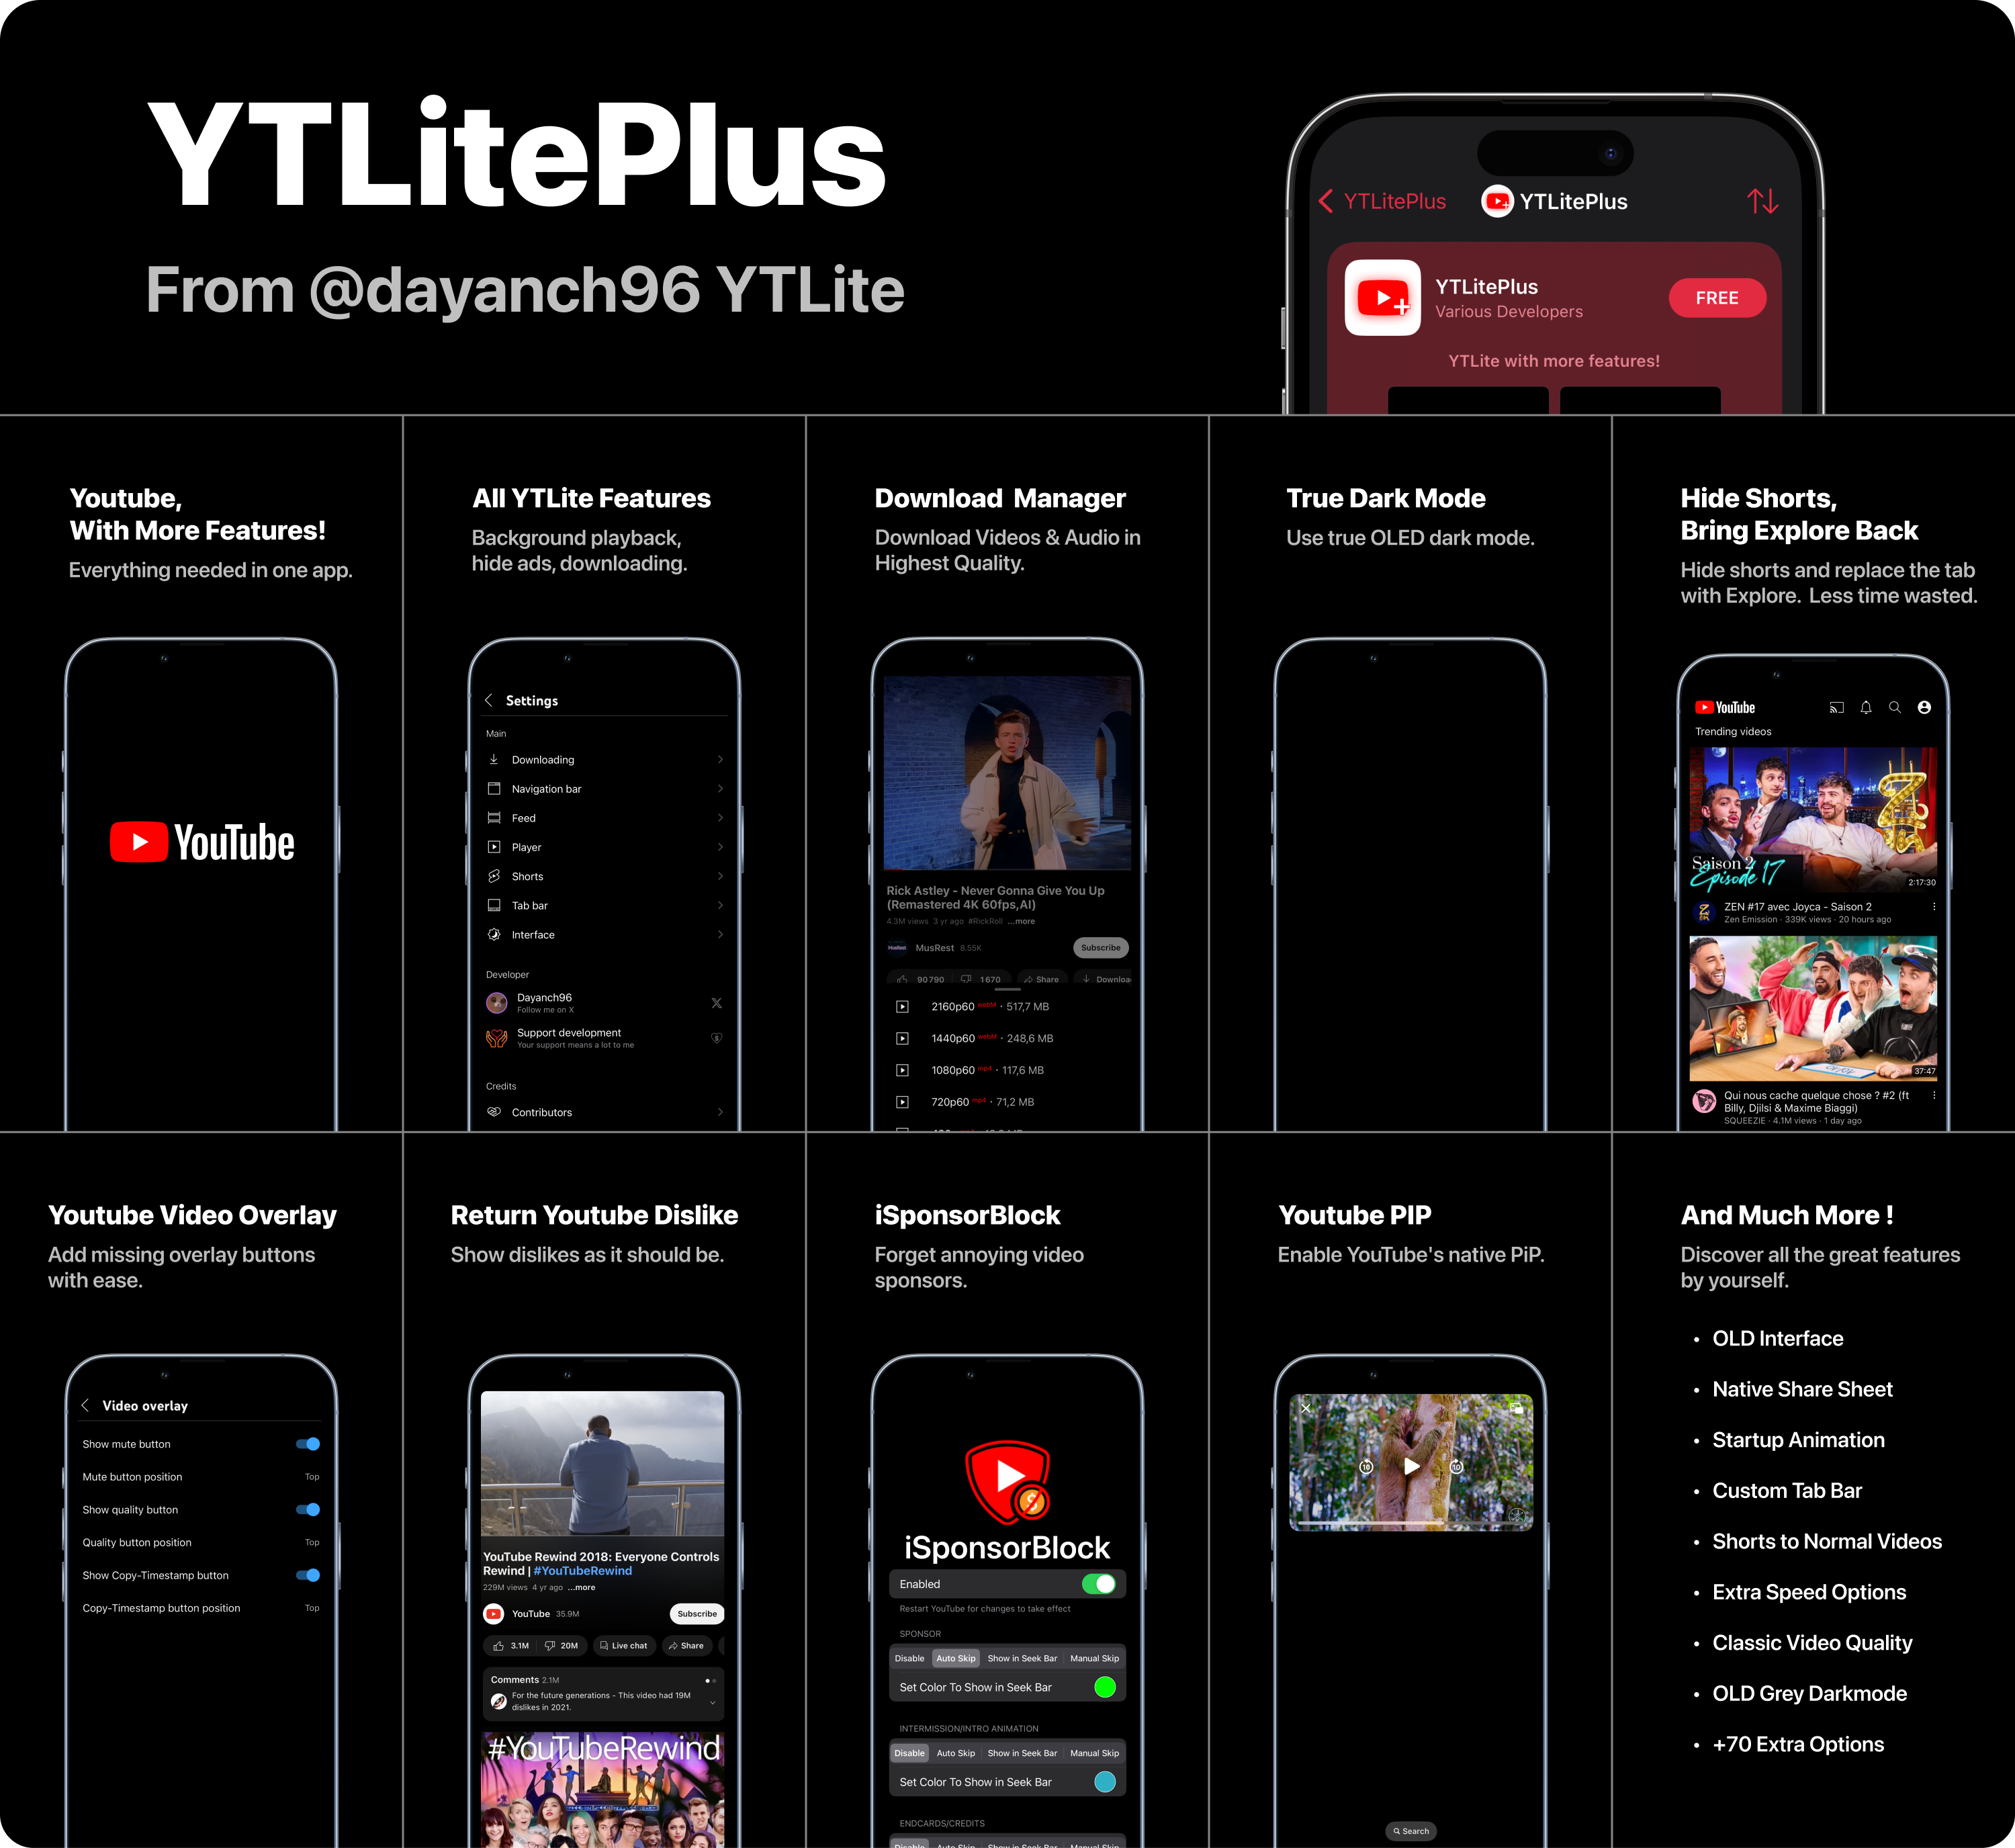 YTLitePlus
From @dayanch96 YTLite
YTLitePlus
YTLitePlus
YTLitePlus
Various Developers
FREE
YTLite with more features!
Youtube,
With More Features!
Everything needed in one app.
YouTube
All YTLite Features
Background playback,
hide ads, downloading.
Settings
Main
Downloading
Navigation bar
Feed
Player
Shorts
Tab bar
Interface
Developer
Dayanch96
Follow me on X
Support development
Your support means a lot to me
Credits
Contributors
Download  Manager
Download Videos & Audio in
Highest Quality.
Rick Astley - Never Gonna Give You Up
(Remastered 4K 60fps,AI)
4.3M views 3 yr ago #RickRoll ...more
MusRest 8.55K
Subscribe
90 790
1 670
Share
Downloa
2160p60 webM · 517,7 MB
1440p60 webM · 248,6 MB
1080p60 mp4 · 117,6 MB
720p60 mp4 · 71,2 MB
True Dark Mode
Use true OLED dark mode.
Hide Shorts,
Bring Explore Back
Hide shorts and replace the tab
with Explore.  Less time wasted.
YouTube
Trending videos
Saison 2
Episode 17
2:17:30
ZEN #17 avec Joyca - Saison 2
Zen Emission · 339K views · 20 hours ago
37:47
Qui nous cache quelque chose ? #2 (ft
Billy, Djilsi & Maxime Biaggi)
SQUEEZIE · 4.1M views · 1 day ago
Youtube Video Overlay
Add missing overlay buttons
with ease.
Video overlay
Show mute button
Mute button position Top
Show quality button
Quality button position Top
Show Copy-Timestamp button
Copy-Timestamp button position Top
Return Youtube Dislike
Show dislikes as it should be.
YouTube Rewind 2018: Everyone Controls
Rewind | #YouTubeRewind
229M views 4 yr ago ...more
YouTube 35.9M
Subscribe
3.1M
20M
Live chat
Share
Comments 2.1M
For the future generations - This video had 19M
dislikes in 2021.
#YouTubeRewind
iSponsorBlock
Forget annoying video
sponsors.
iSponsorBlock
Enabled
Restart YouTube for changes to take effect
SPONSOR
Disable Auto Skip Show in Seek Bar Manual Skip
Set Color To Show in Seek Bar
INTERMISSION/INTRO ANIMATION
Disable Auto Skip Show in Seek Bar Manual Skip
Set Color To Show in Seek Bar
ENDCARDS/CREDITS
Disable Auto Skip Show in Seek Bar Manual Skip
Youtube PIP
Enable YouTube's native PiP.
10
10
Search
And Much More !
Discover all the great features
by yourself.
• OLD Interface
• Native Share Sheet
• Startup Animation
• Custom Tab Bar
• Shorts to Normal Videos
• Extra Speed Options
• Classic Video Quality
• OLD Grey Darkmode
• +70 Extra Options